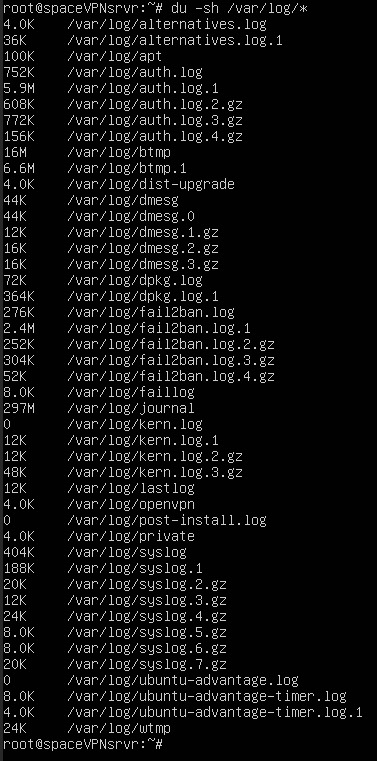 root@spaceVPNsrvr:~# du -sh /var/log/*
4.0K /var/log/alternatives.log
36K /var/log/alternatives.log.1
100K /var/log/apt
752K /var/log/auth.log
5.9M /var/log/auth.log.1
608K /var/log/auth.log.2.gz
772K /var/log/auth.log.3.gz
156K /var/log/auth.log.4.gz
16M /var/log/btmp
6.6M /var/log/btmp.1
4.0K /var/log/dist-upgrade
44K /var/log/dmesg
44K /var/log/dmesg.0
12K /var/log/dmesg.1.gz
16K /var/log/dmesg.2.gz
16K /var/log/dmesg.3.gz
72K /var/log/dpkg.log
364K /var/log/dpkg.log.1
276K /var/log/fail2ban.log
2.4M /var/log/fail2ban.log.1
252K /var/log/fail2ban.log.2.gz
304K /var/log/fail2ban.log.3.gz
52K /var/log/fail2ban.log.4.gz
8.0K /var/log/faillog
297M /var/log/journal
0 /var/log/kern.log
12K /var/log/kern.log.1
12K /var/log/kern.log.2.gz
48K /var/log/kern.log.3.gz
12K /var/log/lastlog
4.0K /var/log/openvpn
0 /var/log/post-install.log
4.0K /var/log/private
404K /var/log/syslog
188K /var/log/syslog.1
20K /var/log/syslog.2.gz
12K /var/log/syslog.3.gz
24K /var/log/syslog.4.gz
8.0K /var/log/syslog.5.gz
8.0K /var/log/syslog.6.gz
20K /var/log/syslog.7.gz
0 /var/log/ubuntu-advantage.log
8.0K /var/log/ubuntu-advantage-timer.log
4.0K /var/log/ubuntu-advantage-timer.log.1
24K /var/log/wtmp
root@spaceVPNsrvr:~#